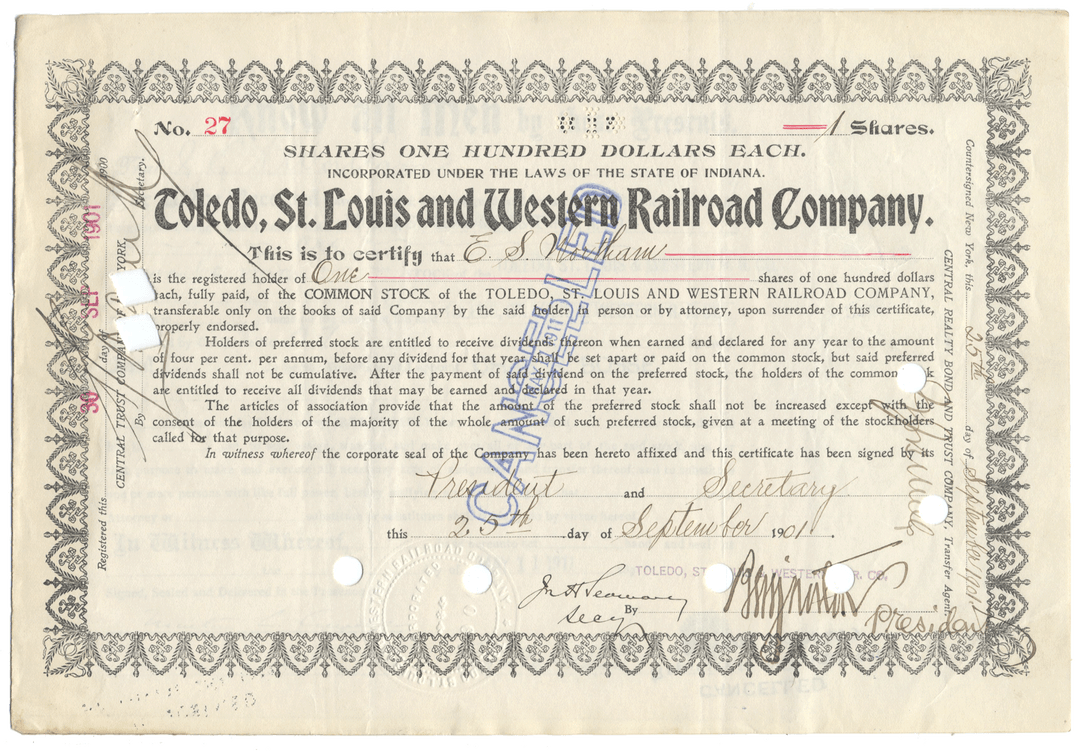 No. 27 1 Shares.
SHARES ONE HUNDRED DOLLARS EACH.
INCORPORATED UNDER THE LAWS OF THE STATE OF INDIANA.
Toledo, St. Louis and Western Railroad Company.
This is to certify that E. S.
is the registered holder of One shares of one hundred dollars
each, fully paid, of the COMMON STOCK of the TOLEDO, ST. LOUIS AND WESTERN RAILROAD COMPANY,
transferable only on the books of said Company by the said holder in person or by attorney, upon surrender of this certificate,
properly endorsed.
Holders of preferred stock are entitled to receive dividends thereon when earned and declared for any year to the amount
of four per cent. per annum, before any dividend for that year shall be set apart or paid on the common stock, but said preferred
dividends shall not be cumulative. After the payment of said dividend on the preferred stock, the holders of the common
are entitled to receive all dividends that may be earned and declared in that year.
The articles of association provide that the amount of the preferred stock shall not be increased except with the
consent of the holders of the majority of the whole amount of such preferred stock, given at a meeting of the stockholders
called for that purpose.
In witness whereof the corporate seal of the Company has been hereto affixed and this certificate has been signed by its
President and Secretary
this 25th day of September 1901.
TOLEDO, ST. WESTERN CO.
By President
Secy
CANCELLED
1911
Registered this 30 day of SEP 1901 1900
CENTRAL TRUST COMPANY OF YORK,
By Secretary.
Countersigned New York, this 25th day of September 1901
CENTRAL REALTY BOND AND TRUST COMPANY, Transfer Agent.
CANCELLED